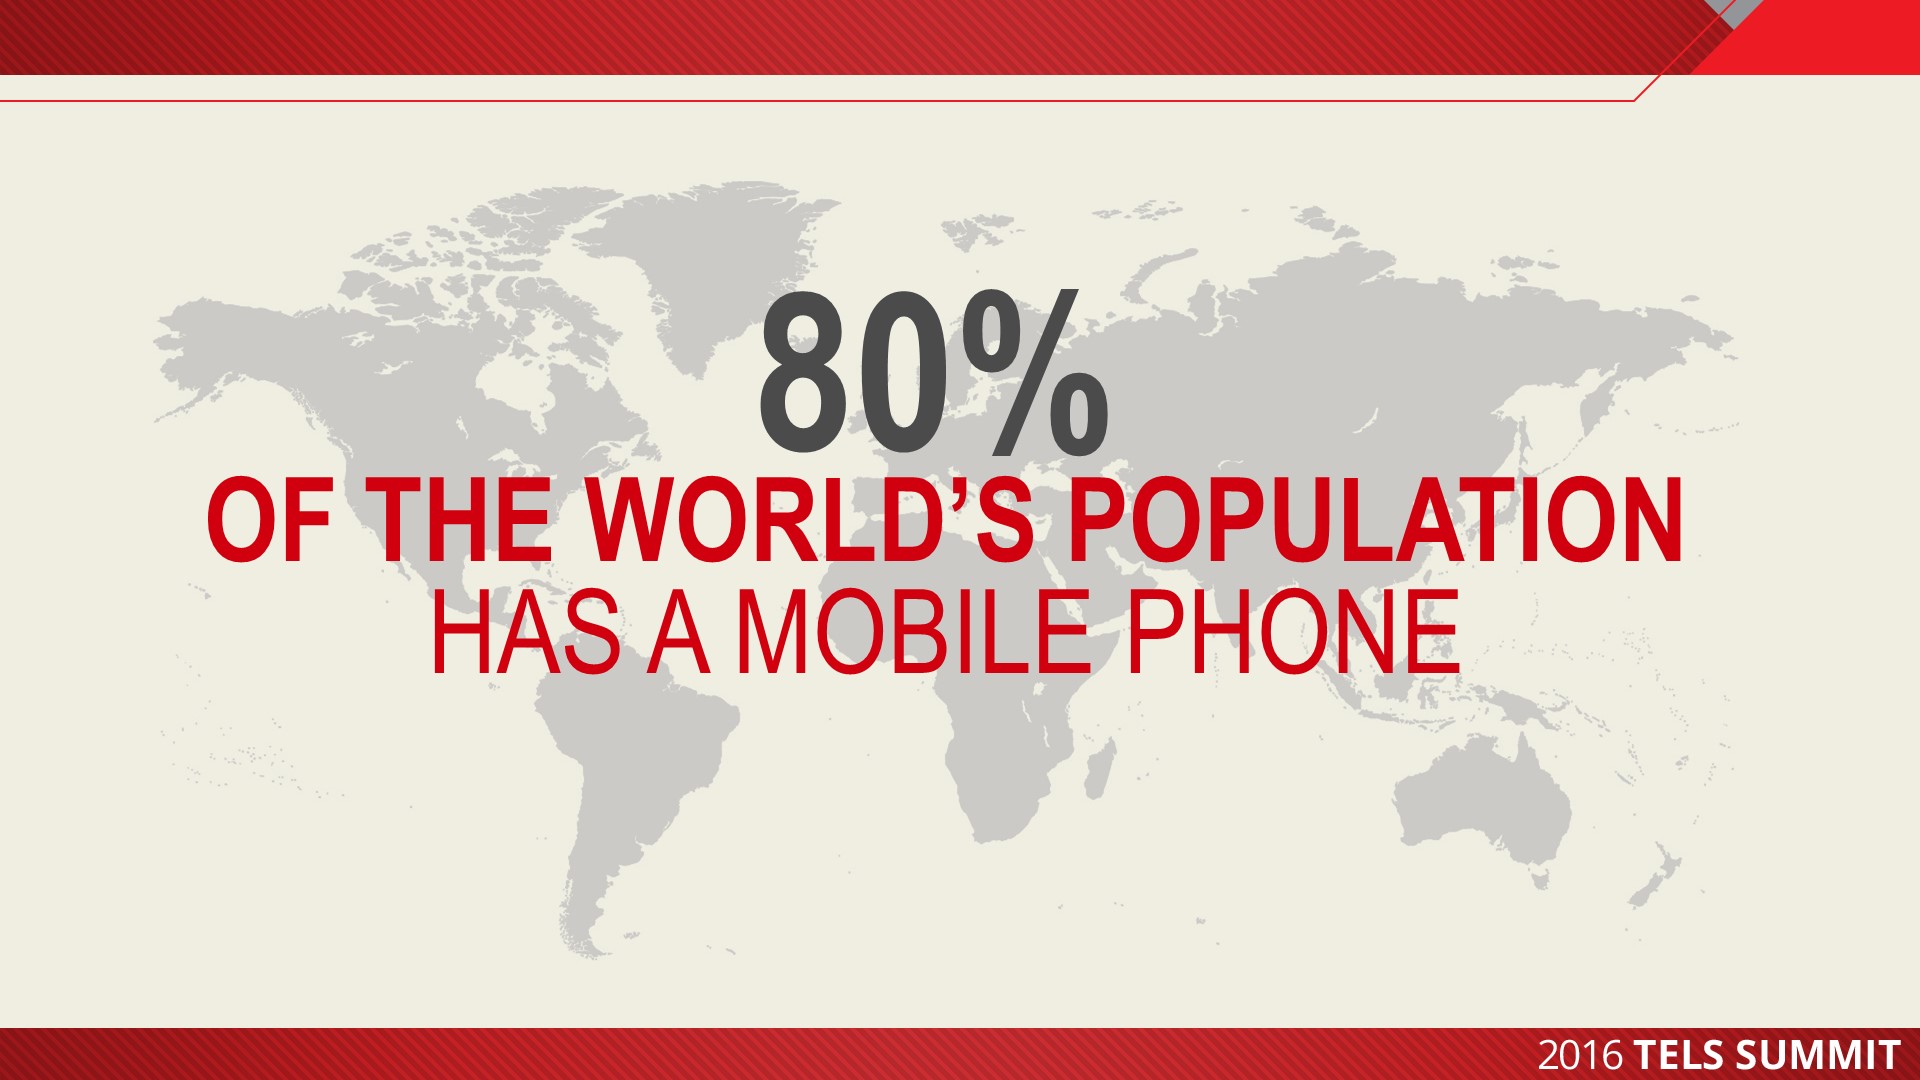 80%
OF THE WORLD’S POPULATION
HAS A MOBILE PHONE
2016 TELS SUMMIT